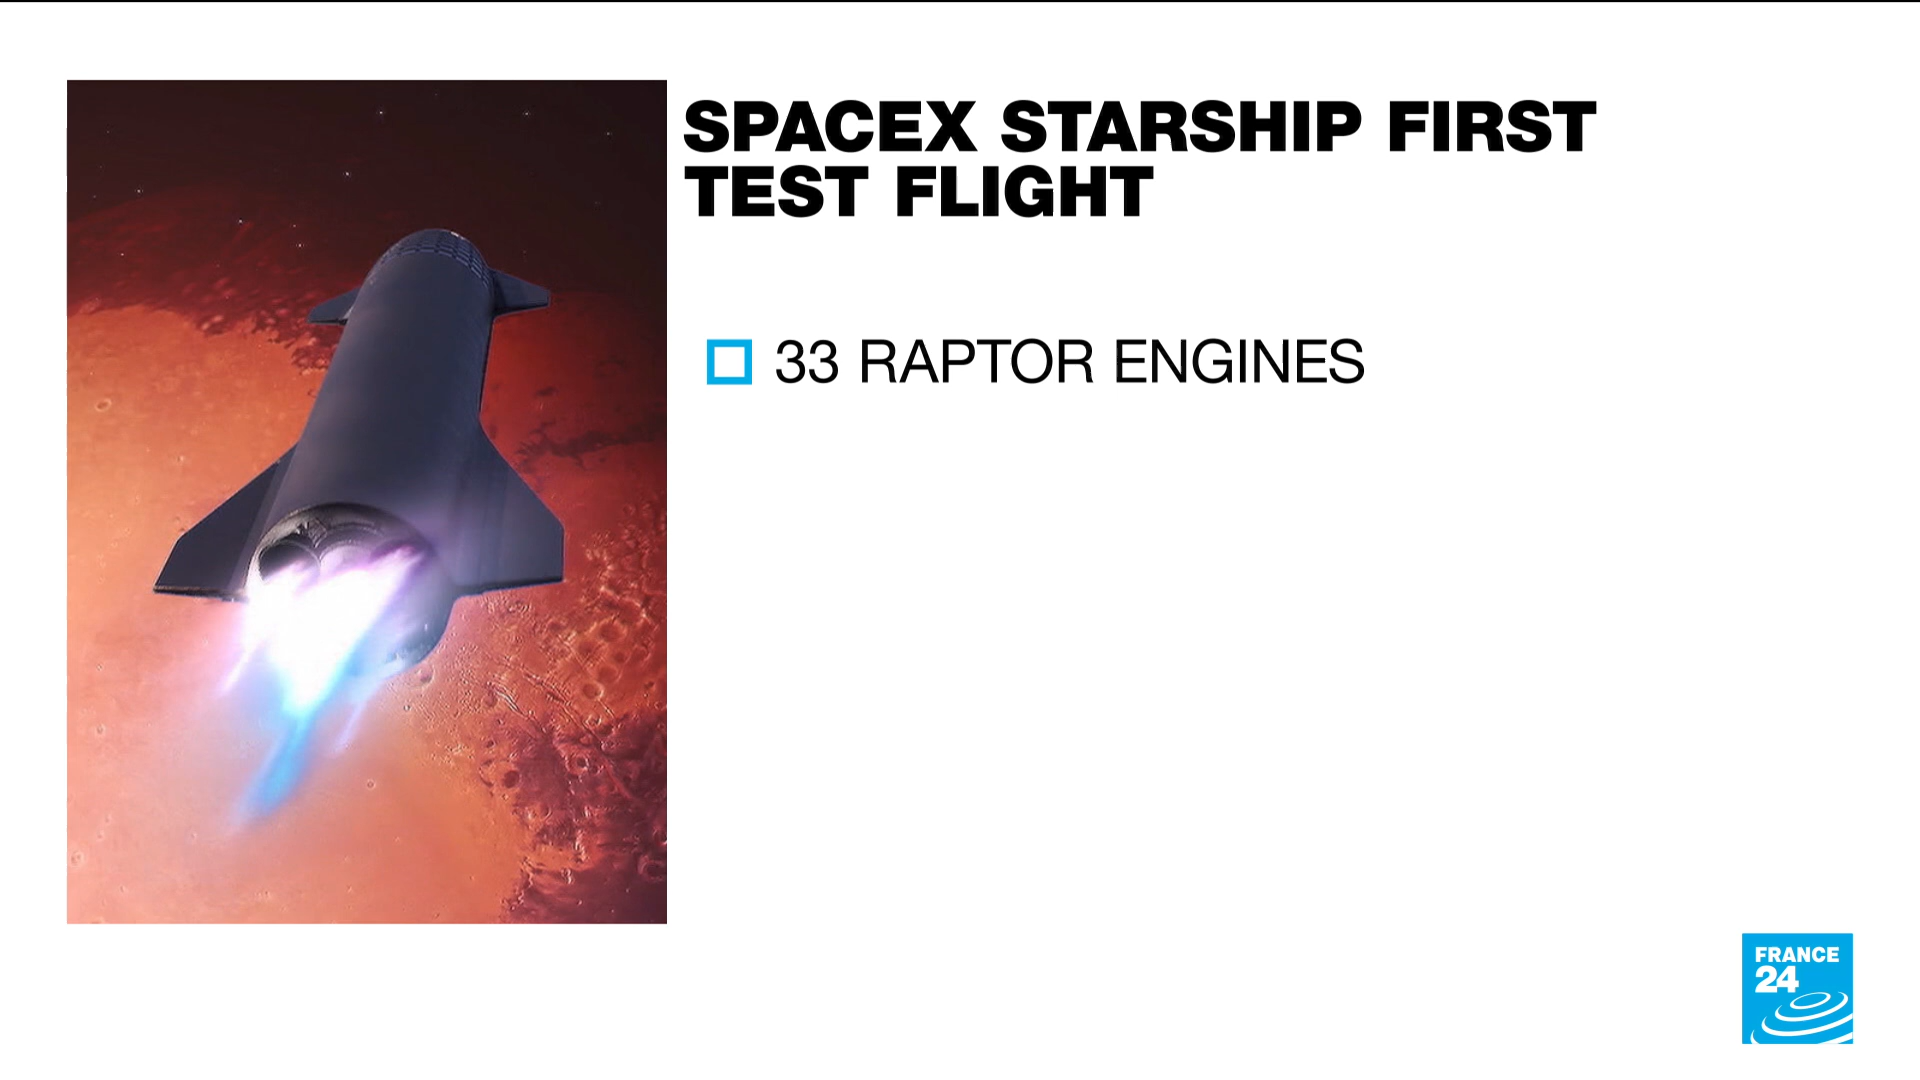 SPACEX STARSHIP FIRST
TEST FLIGHT
33 RAPTOR ENGINES
FRANCE
24